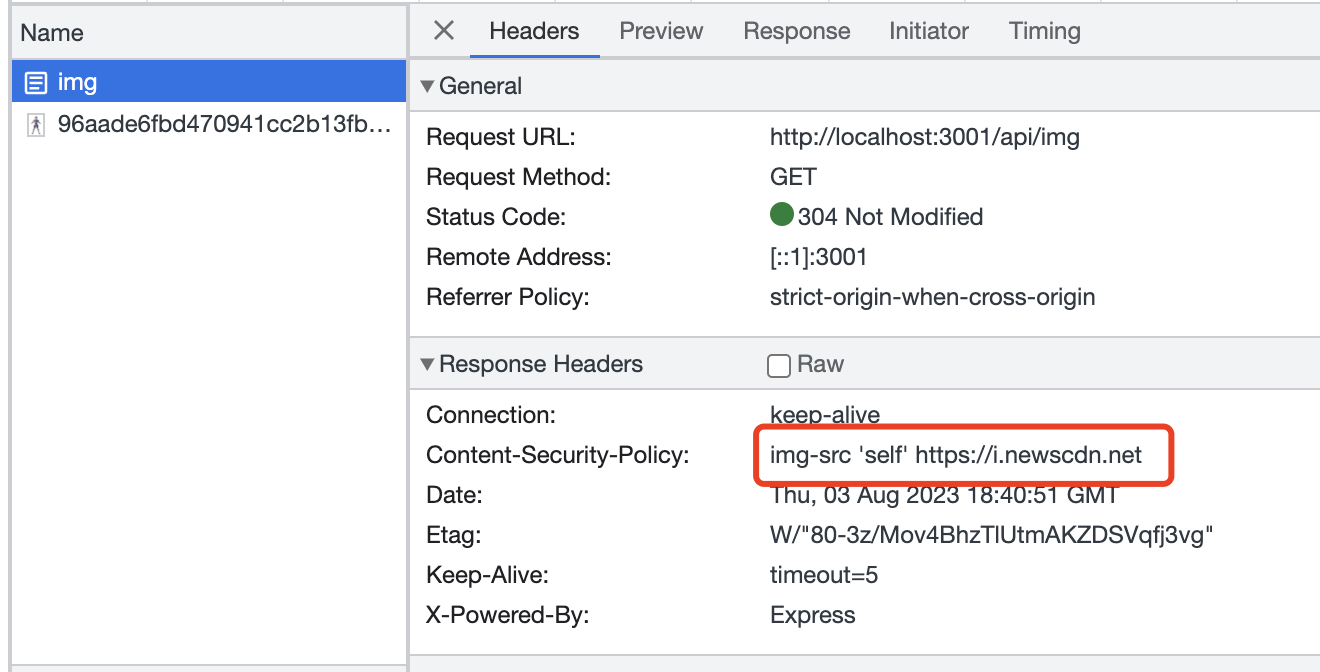 Name
img
96aade6fbd470941cc2b13fb...
Headers Preview Response Initiator Timing
General
Request URL: http://localhost:3001/api/img
Request Method: GET
Status Code: 304 Not Modified
Remote Address: [::1]:3001
Referrer Policy: strict-origin-when-cross-origin
Response Headers Raw
Connection: keep-alive
Content-Security-Policy: img-src 'self' https://i.newscdn.net
Date: Thu, 03 Aug 2023 18:40:51 GMT
Etag: W/"80-3z/Mov4BhzTlUtmAKZDSVqfj3vg"
Keep-Alive: timeout=5
X-Powered-By: Express